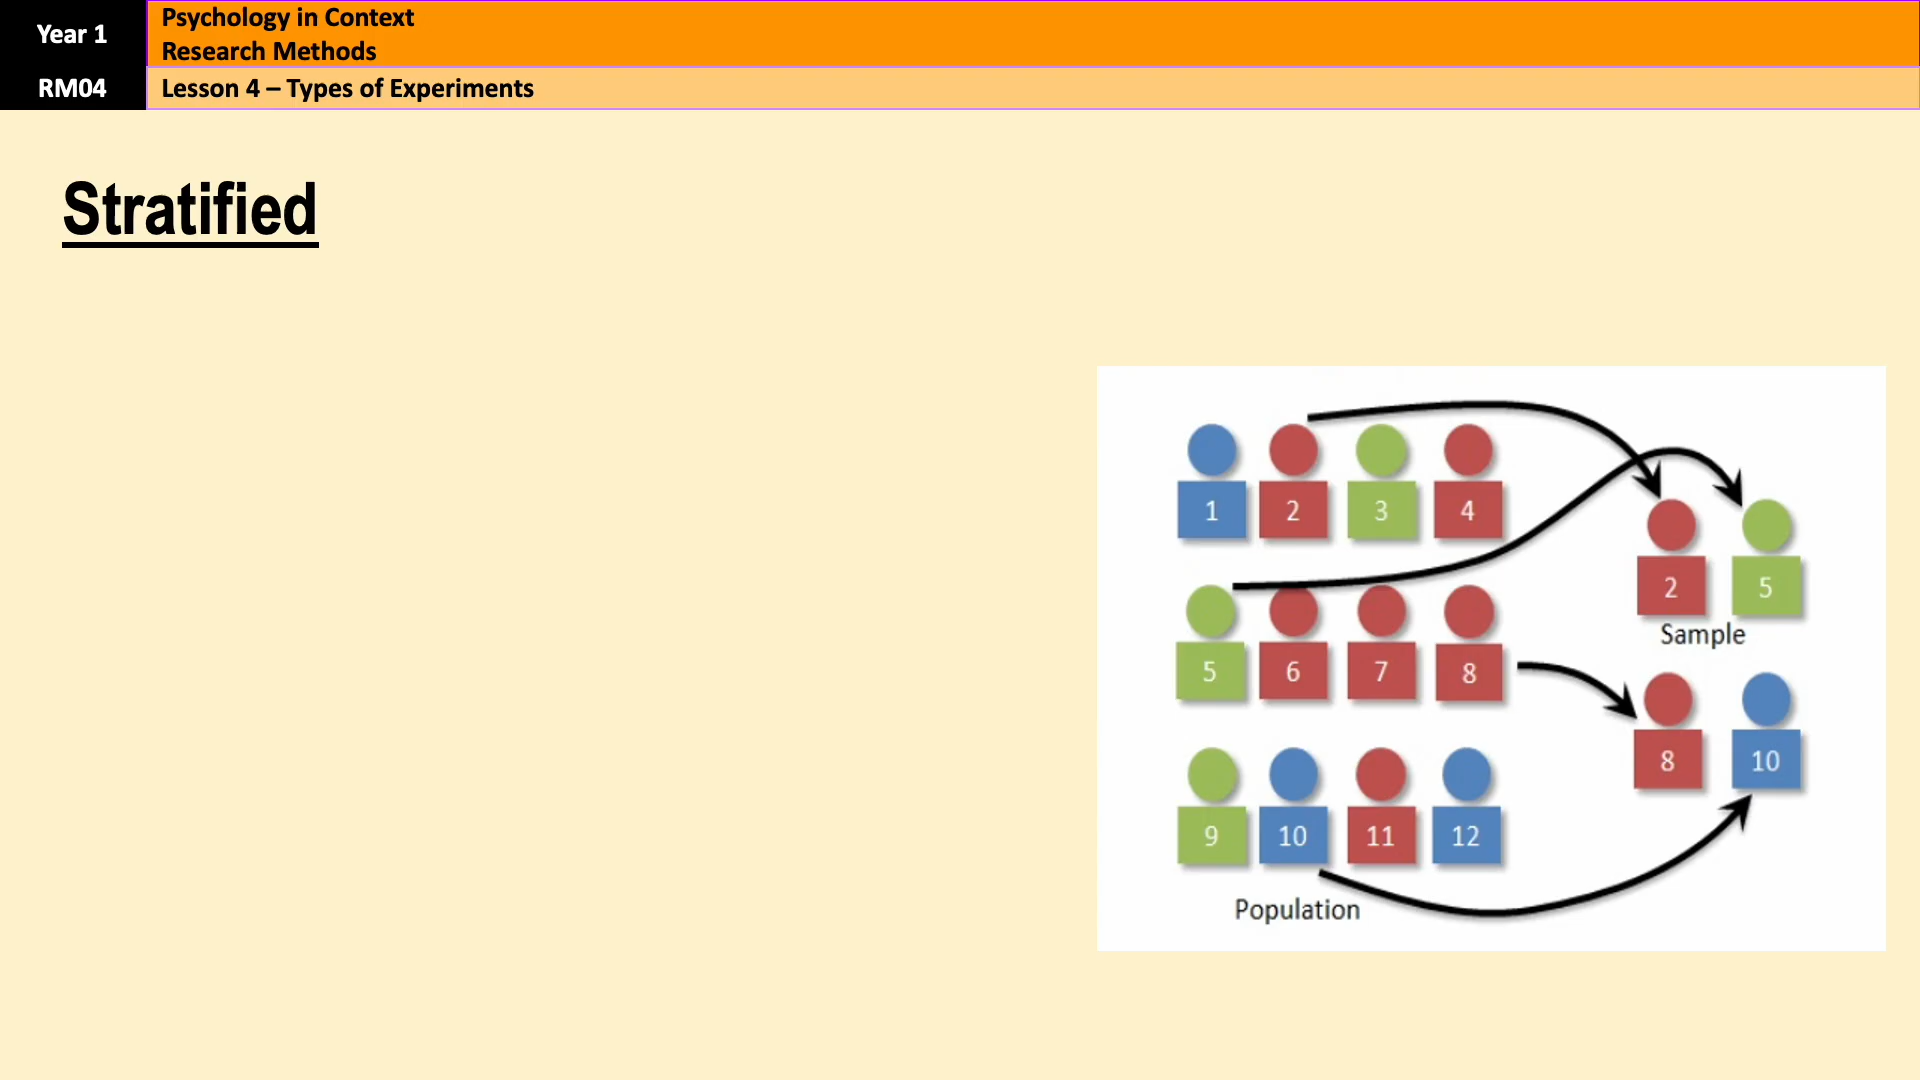 Year 1
Psychology in Context
Research Methods
RM04
Lesson 4 – Types of Experiments
Stratified
1 2 3 4
2 5
Sample
5 6 7 8
8 10
9 10 11 12
Population